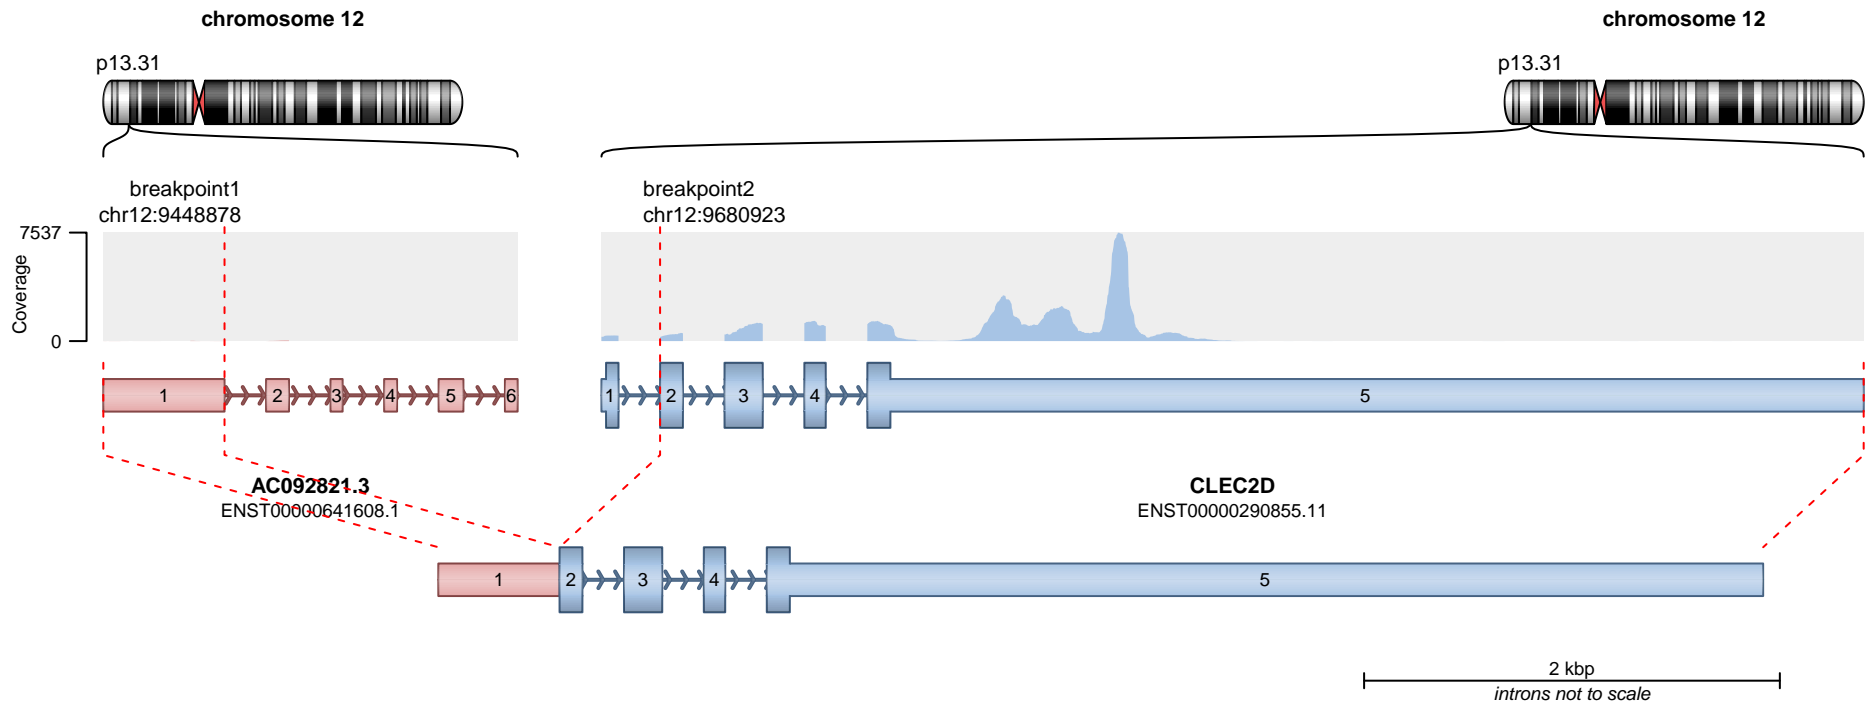 chromosome 12
chromosome 12
p13.31
p13.31
breakpoint1
chr12:9448878
breakpoint2
chr12:9680923
7537
Coverage
0
1 2 3 4 5 6
1 2 3 4 5
AC092821.3
ENST00000641608.1
CLEC2D
ENST00000290855.11
1 2 3 4 5
2 kbp
introns not to scale